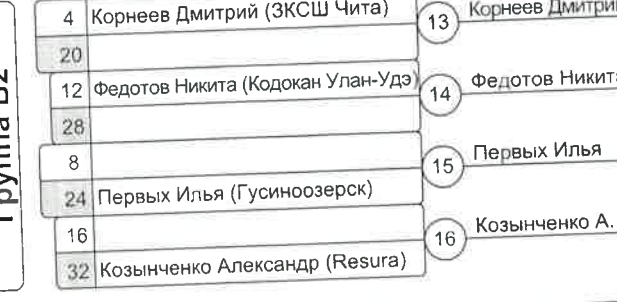 Группа В2
4 Корнеев Дмитрий (ЗКСШ Чита)
13 Корнеев Дмитрий
20
12 Федотов Никита (Кодокан Улан-Удэ)
14 Федотов Никита
28
8
15 Первых Илья
24 Первых Илья (Гусиноозерск)
16
16 Козынченко А.
32 Козынченко Александр (Resura)